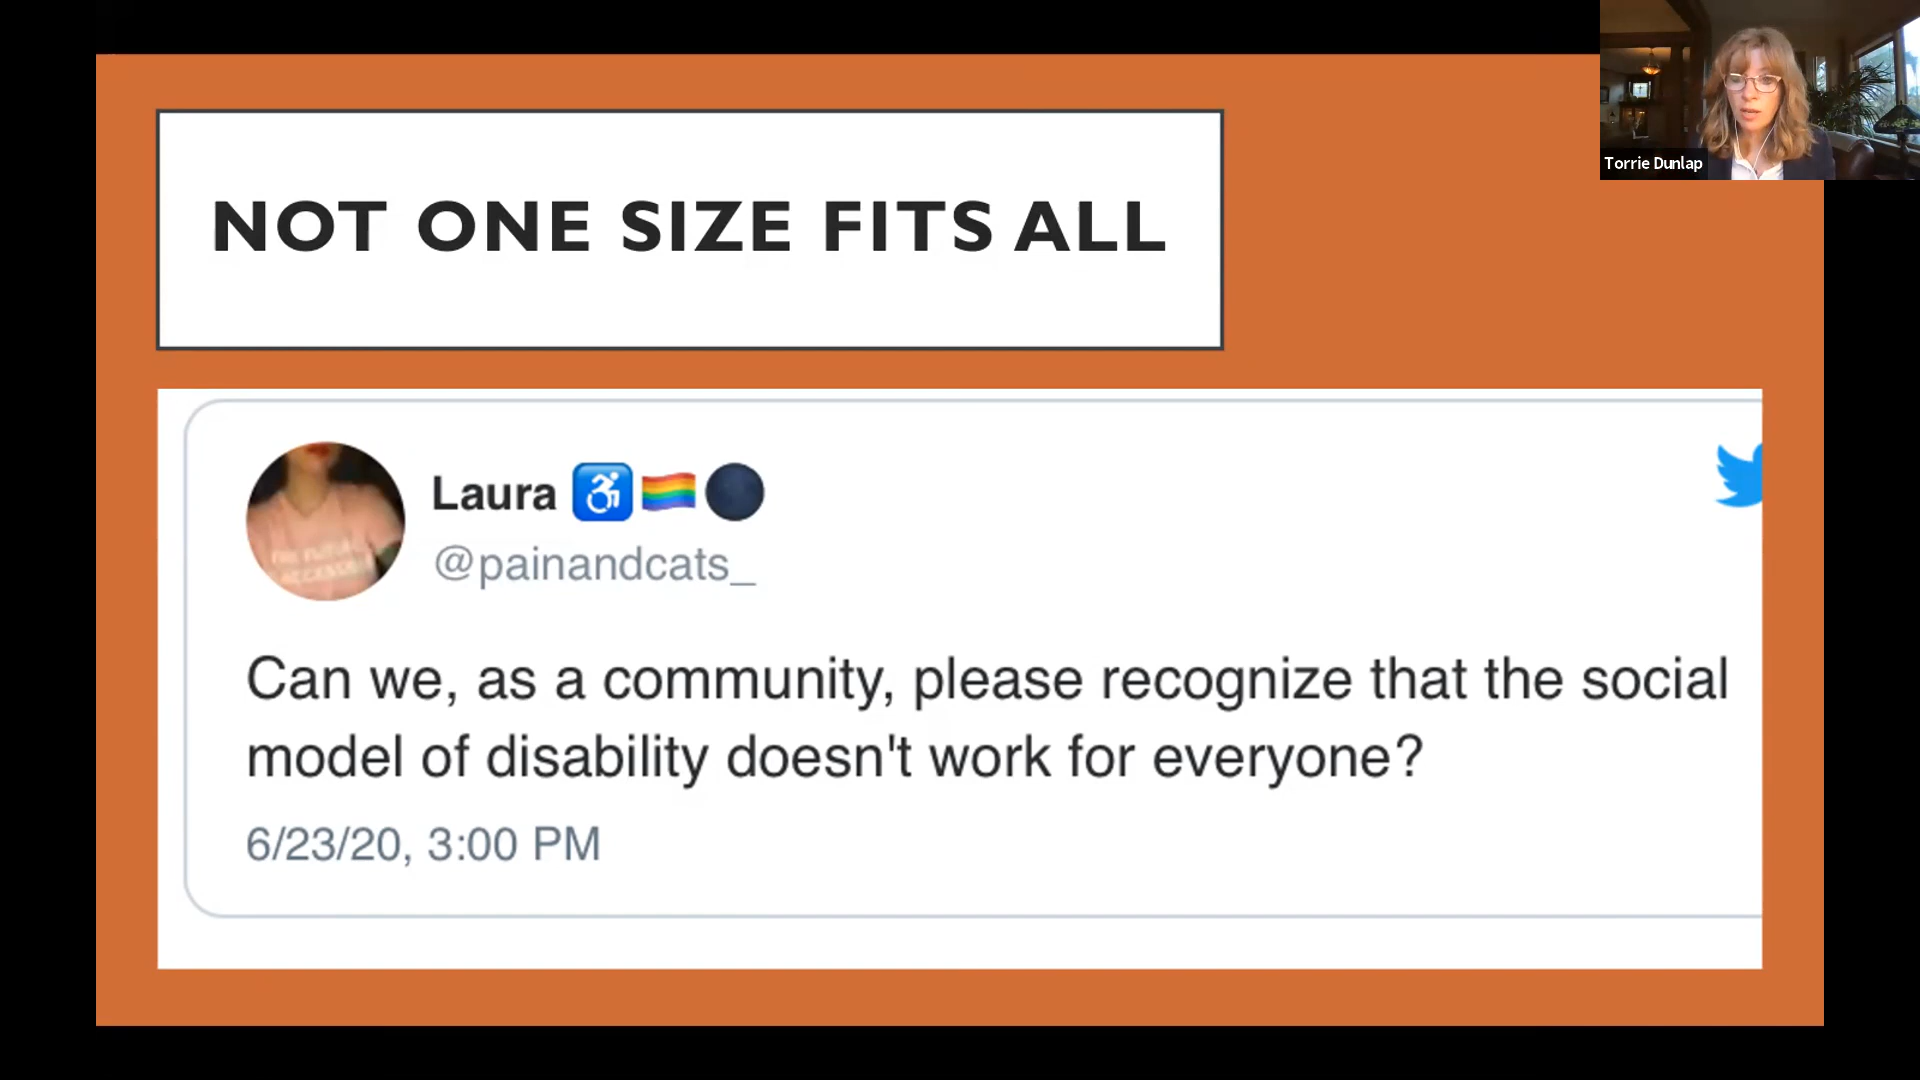 Torrie Dunlap
NOT ONE SIZE FITS ALL
Laura
@painandcats_
Can we, as a community, please recognize that the social
model of disability doesn't work for everyone?
6/23/20, 3:00 PM